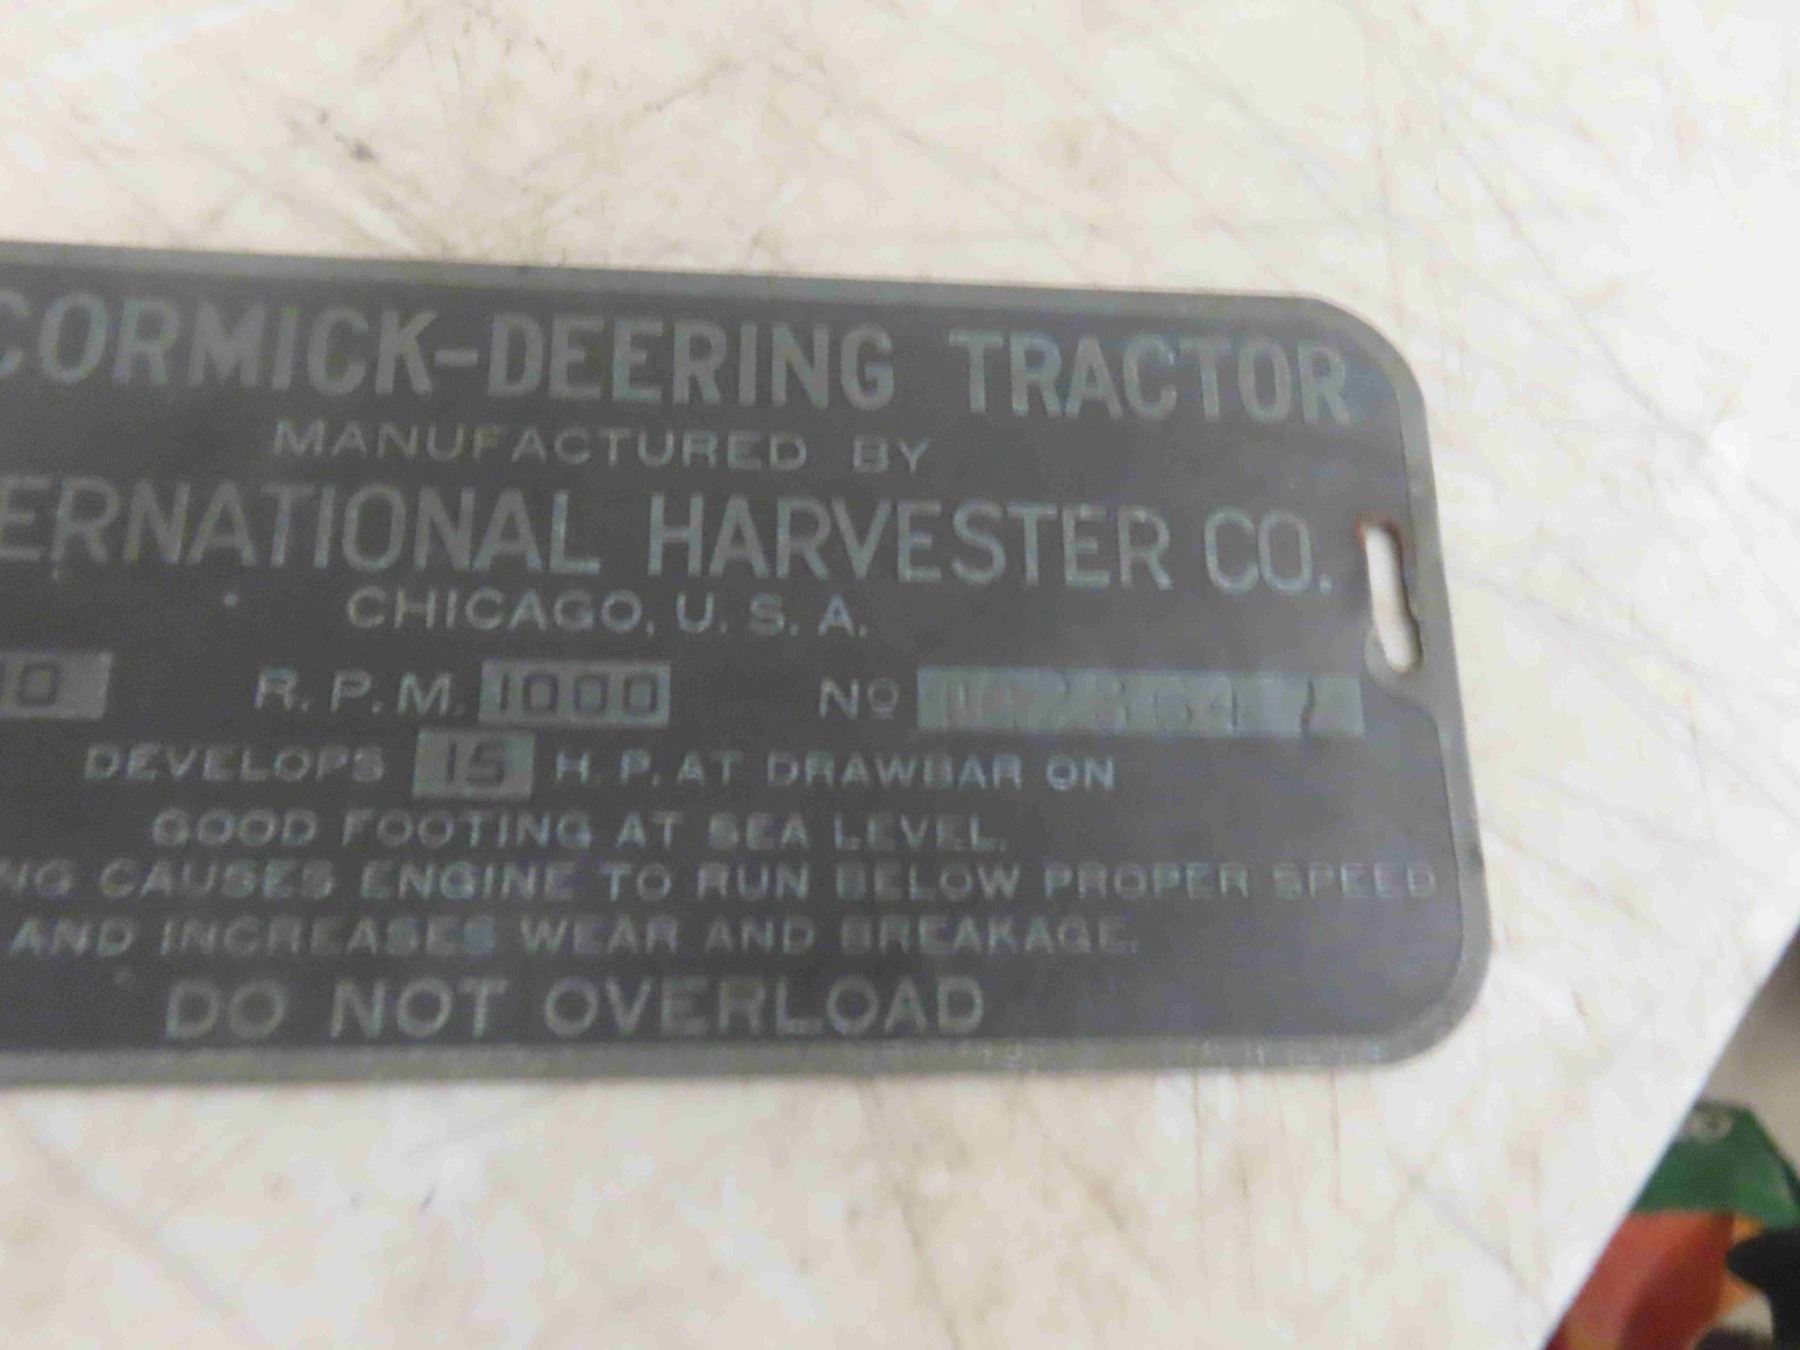 CORMICK-DEERING TRACTOR
MANUFACTURED BY
ERNATIONAL HARVESTER CO.
CHICAGO, U. S. A.
R. P. M. 1000 Nº
DEVELOPS 15 H. P. AT DRAWBAR ON
GOOD FOOTING AT SEA LEVEL.
NG CAUSES ENGINE TO RUN BELOW PROPER SPEED
AND INCREASES WEAR AND BREAKAGE.
DO NOT OVERLOAD